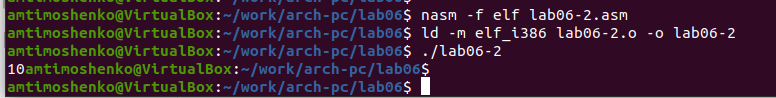 amtimoshenko@VirtualBox:~/work/arch-pc/lab06$ nasm -f elf lab06-2.asm
amtimoshenko@VirtualBox:~/work/arch-pc/lab06$ ld -m elf_i386 lab06-2.o -o lab06-2
amtimoshenko@VirtualBox:~/work/arch-pc/lab06$ ./lab06-2
10amtimoshenko@VirtualBox:~/work/arch-pc/lab06$
amtimoshenko@VirtualBox:~/work/arch-pc/lab06$